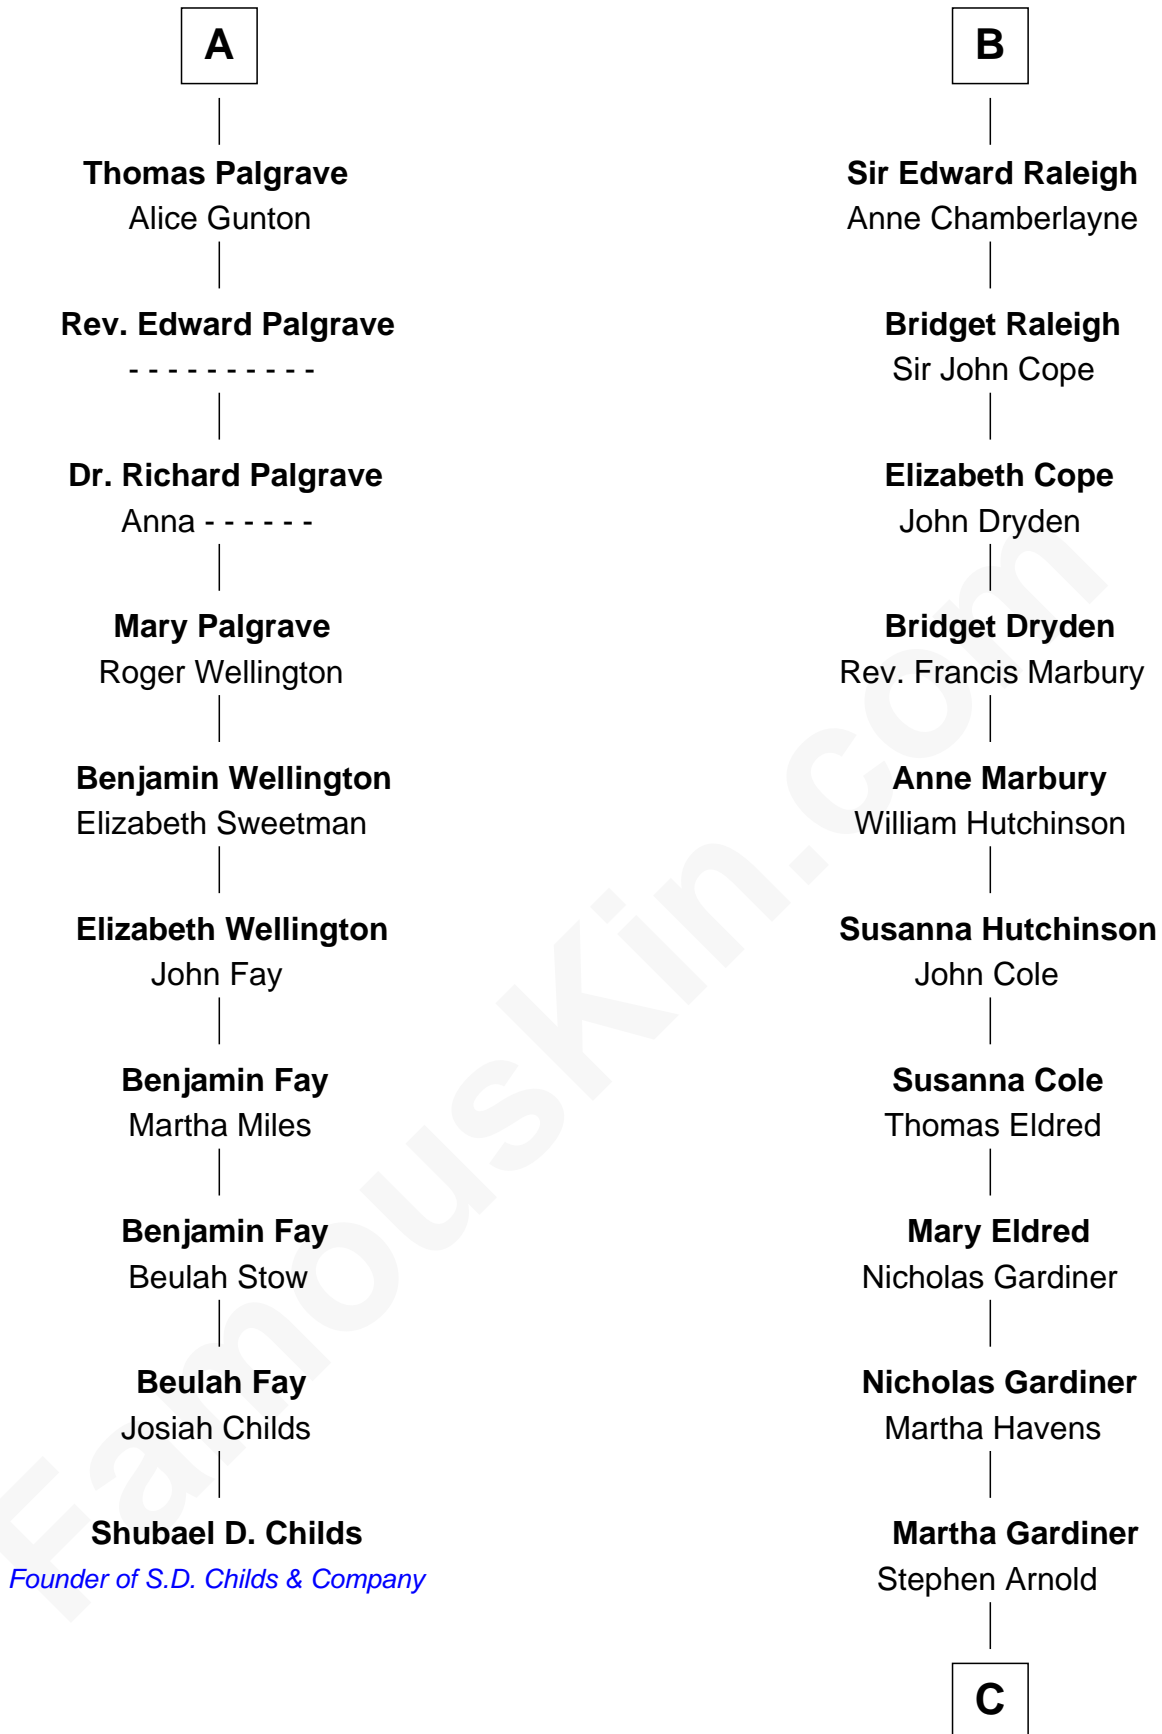 A
Thomas Palgrave
Alice Gunton
Rev. Edward Palgrave
- - - - - - - - - -
Dr. Richard Palgrave
Anna - - - - - -
Mary Palgrave
Roger Wellington
Benjamin Wellington
Elizabeth Sweetman
Elizabeth Wellington
John Fay
Benjamin Fay
Martha Miles
Benjamin Fay
Beulah Stow
Beulah Fay
Josiah Childs
Shubael D. Childs
Founder of S.D. Childs & Company
B
Sir Edward Raleigh
Anne Chamberlayne
Bridget Raleigh
Sir John Cope
Elizabeth Cope
John Dryden
Bridget Dryden
Rev. Francis Marbury
Anne Marbury
William Hutchinson
Susanna Hutchinson
John Cole
Susanna Cole
Thomas Eldred
Mary Eldred
Nicholas Gardiner
Nicholas Gardiner
Martha Havens
Martha Gardiner
Stephen Arnold
C
FamousKin.com